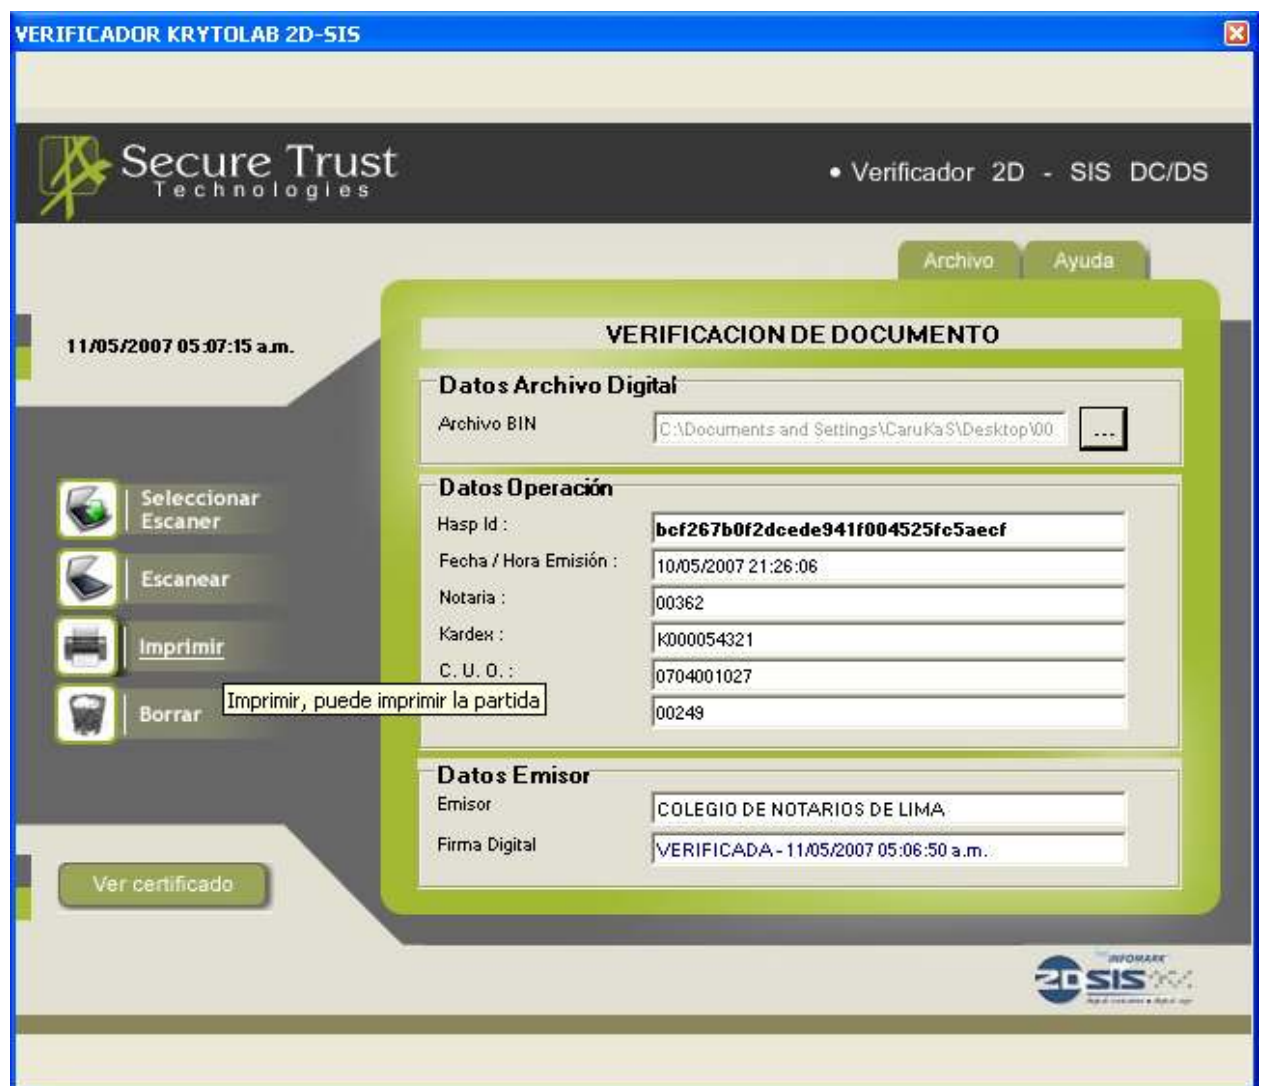 VERIFICADOR KRYTOLAB 2D-SIS
Secure Trust
Technologies
• Verificador 2D - SIS DC/DS
Archivo
Ayuda
11/05/2007 05:07:15 a.m.
VERIFICACION DE DOCUMENTO
Datos Archivo Digital
Archivo BIN
C:\Documents and Settings\CaruKaS\Desktop\00
...
Datos Operación
Hasp Id :
bcf267b0f2dcede941f004525fc5aecf
Fecha / Hora Emisión :
10/05/2007 21:26:06
Notaria :
00362
Kardex :
K000054321
C. U. O. :
0704001027
00249
Seleccionar
Escaner
Escanear
Imprimir
Imprimir, puede imprimir la partida
Borrar
Datos Emisor
Emisor
COLEGIO DE NOTARIOS DE LIMA
Firma Digital
VERIFICADA - 11/05/2007 05:06:50 a.m.
Ver certificado
INFOMARK
2D SIS